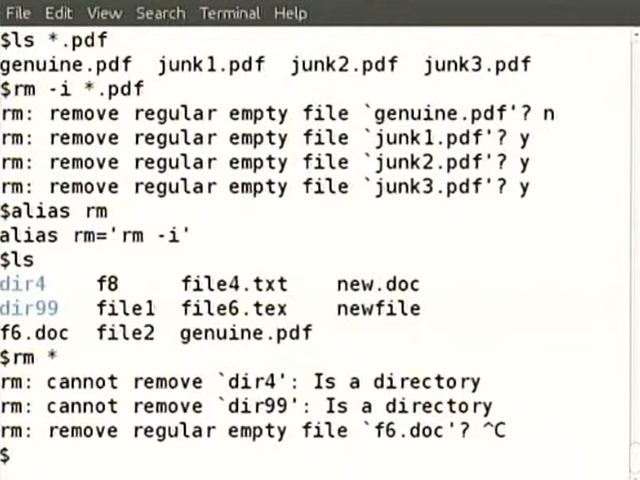 File Edit View Search Terminal Help
$ls *.pdf
genuine.pdf  junk1.pdf  junk2.pdf  junk3.pdf
$rm -i *.pdf
rm: remove regular empty file `genuine.pdf'? n
rm: remove regular empty file `junk1.pdf'? y
rm: remove regular empty file `junk2.pdf'? y
rm: remove regular empty file `junk3.pdf'? y
$alias rm
alias rm='rm -i'
$ls
dir4   f8     file4.txt    new.doc
dir99  file1  file6.tex    newfile
f6.doc  file2  genuine.pdf
$rm *
rm: cannot remove `dir4': Is a directory
rm: cannot remove `dir99': Is a directory
rm: remove regular empty file `f6.doc'? ^C
$